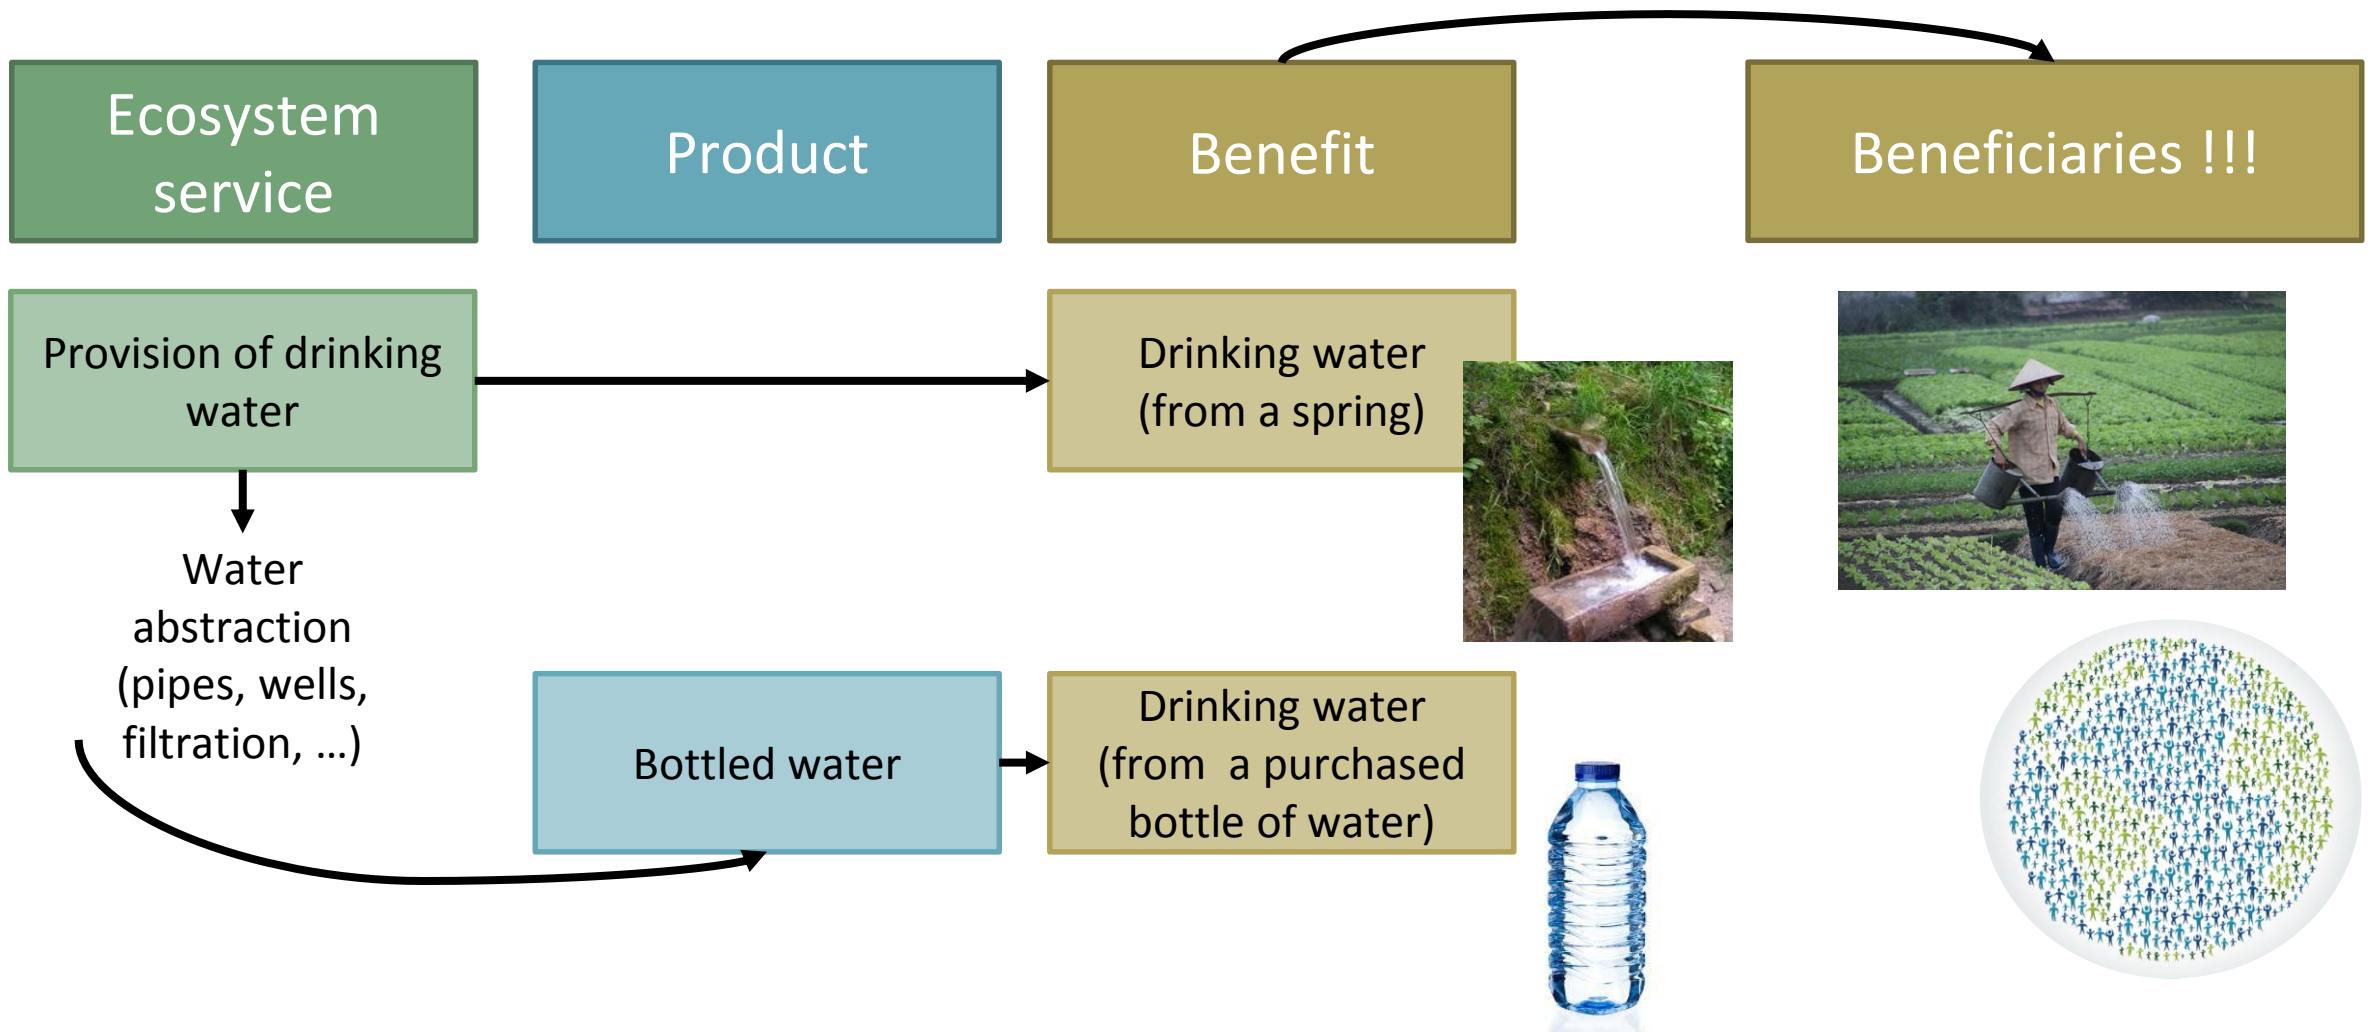 Ecosystem
service
Product
Benefit
Beneficiaries !!!
Provision of drinking
water
Drinking water
(from a spring)
Water
abstraction
(pipes, wells,
filtration, ...)
Bottled water
Drinking water
(from  a purchased
bottle of water)